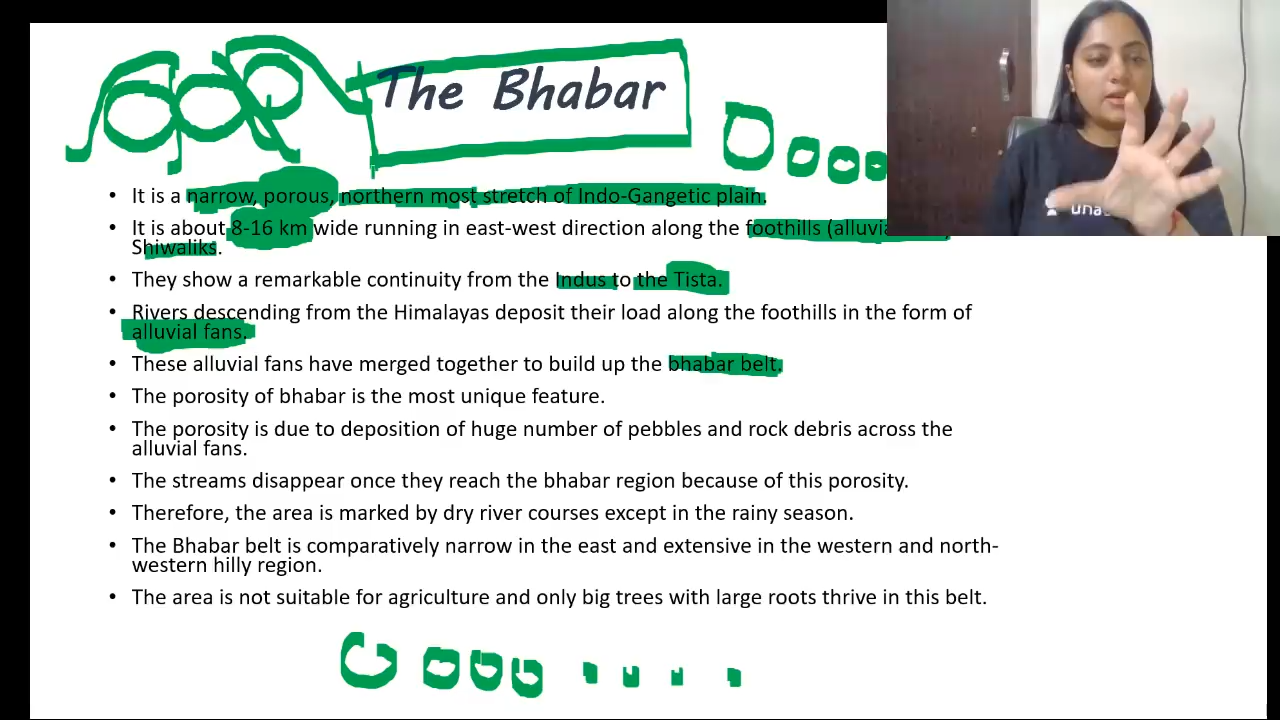 The Bhabar
• It is a narrow, porous, northern most stretch of Indo-Gangetic plain.
• It is about 8-16 km wide running in east-west direction along the foothills (alluvia
Shiwaliks.
• They show a remarkable continuity from the Indus to the Tista.
• Rivers descending from the Himalayas deposit their load along the foothills in the form of
alluvial fans.
• These alluvial fans have merged together to build up the bhabar belt.
• The porosity of bhabar is the most unique feature.
• The porosity is due to deposition of huge number of pebbles and rock debris across the
alluvial fans.
• The streams disappear once they reach the bhabar region because of this porosity.
• Therefore, the area is marked by dry river courses except in the rainy season.
• The Bhabar belt is comparatively narrow in the east and extensive in the western and north-
western hilly region.
• The area is not suitable for agriculture and only big trees with large roots thrive in this belt.